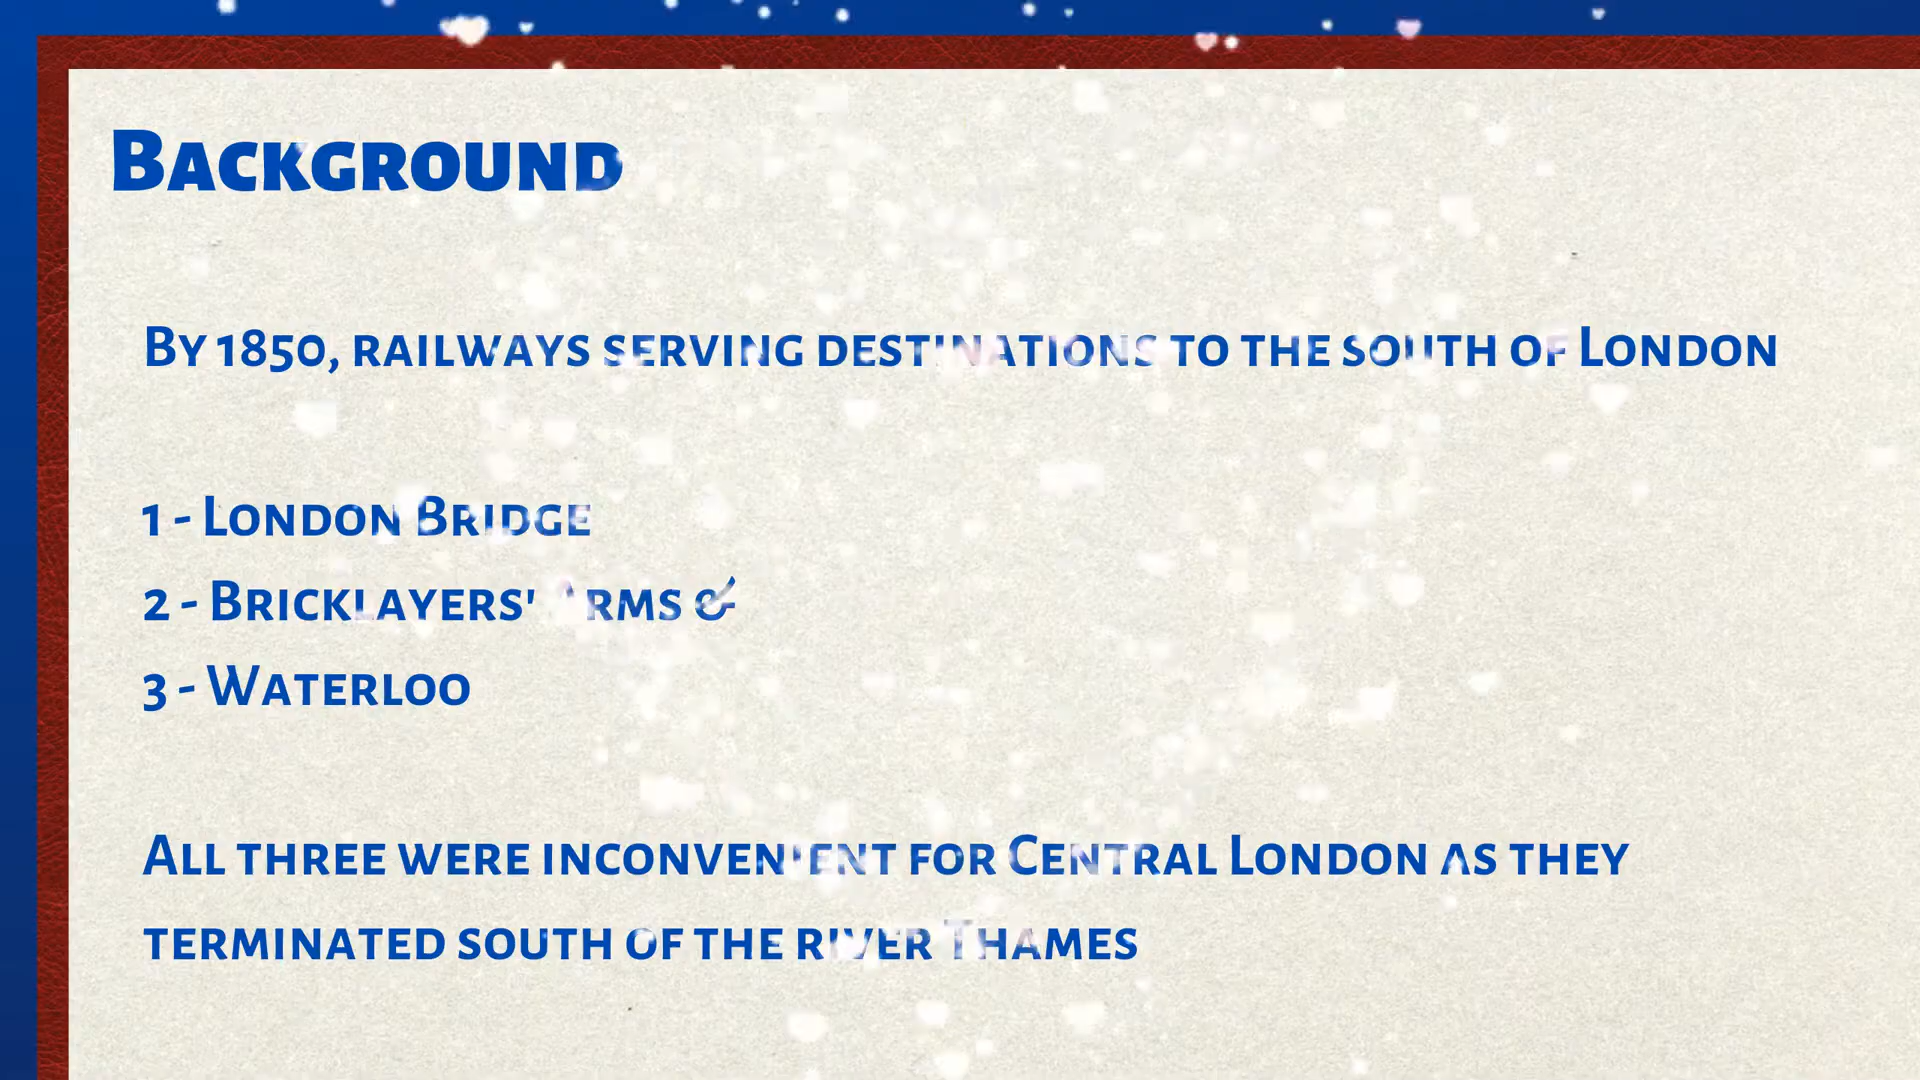 Background
By 1850, railways serving destinations to the south of London
1 - London Bridge
2 - Bricklayers' Arms &
3 - Waterloo
All three were inconvenient for Central London as they
terminated south of the river Thames